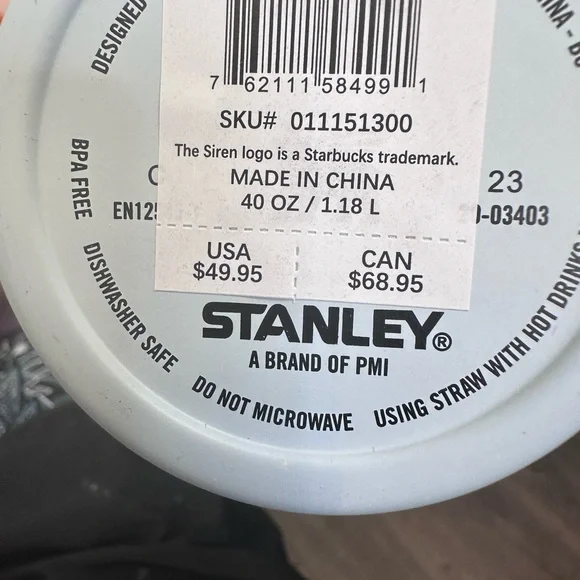 7 62111 58499 1
SKU# 011151300
The Siren logo is a Starbucks trademark.
MADE IN CHINA
40 OZ / 1.18 L
USA
$49.95
CAN
$68.95
DESIGNED
BPA FREE
DISHWASHER SAFE
DO NOT MICROWAVE
USING STRAW WITH HOT DRINKS
23
-03403
STANLEY®
A BRAND OF PMI